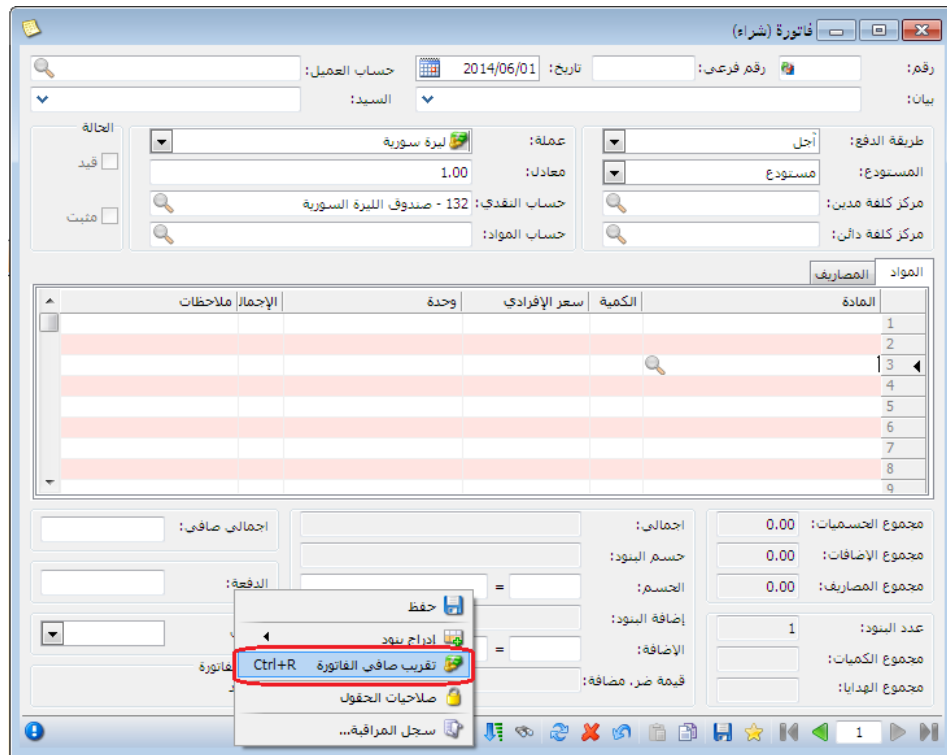 فاتورة (شراء)
رقم: رقم فرعي: تاريخ: 2014/06/01 حساب العميل:
بيان: السيد:
طريقة الدفع: آجل عملة: ليرة سورية الحالة
المستودع: مستودع معادل: 1.00 قيد
مركز كلفة مدين: حساب النقدي: 132 - صندوق الليرة السورية
مركز كلفة دائن: حساب المواد: مثبت
المواد المصاريف
المادة الكمية سعر الإفرادي وحدة الإجمال ملاحظات
1
2
3
4
5
6
7
8
9
مجموع الحسميات: 0.00 اجمالي: اجمالي صافي:
مجموع الإضافات: 0.00 حسم البنود:
مجموع المصاريف: 0.00 الحسم: = الدفعة:
عدد البنود: 1 إضافة البنود:
مجموع الكميات: الإضافة: =
مجموع الهدايا: قيمة ضر. مضافة:
حفظ
إدراج بنود
تقريب صافي الفاتورة Ctrl+R
صلاحيات الحقول
سجل المراقبة...
1